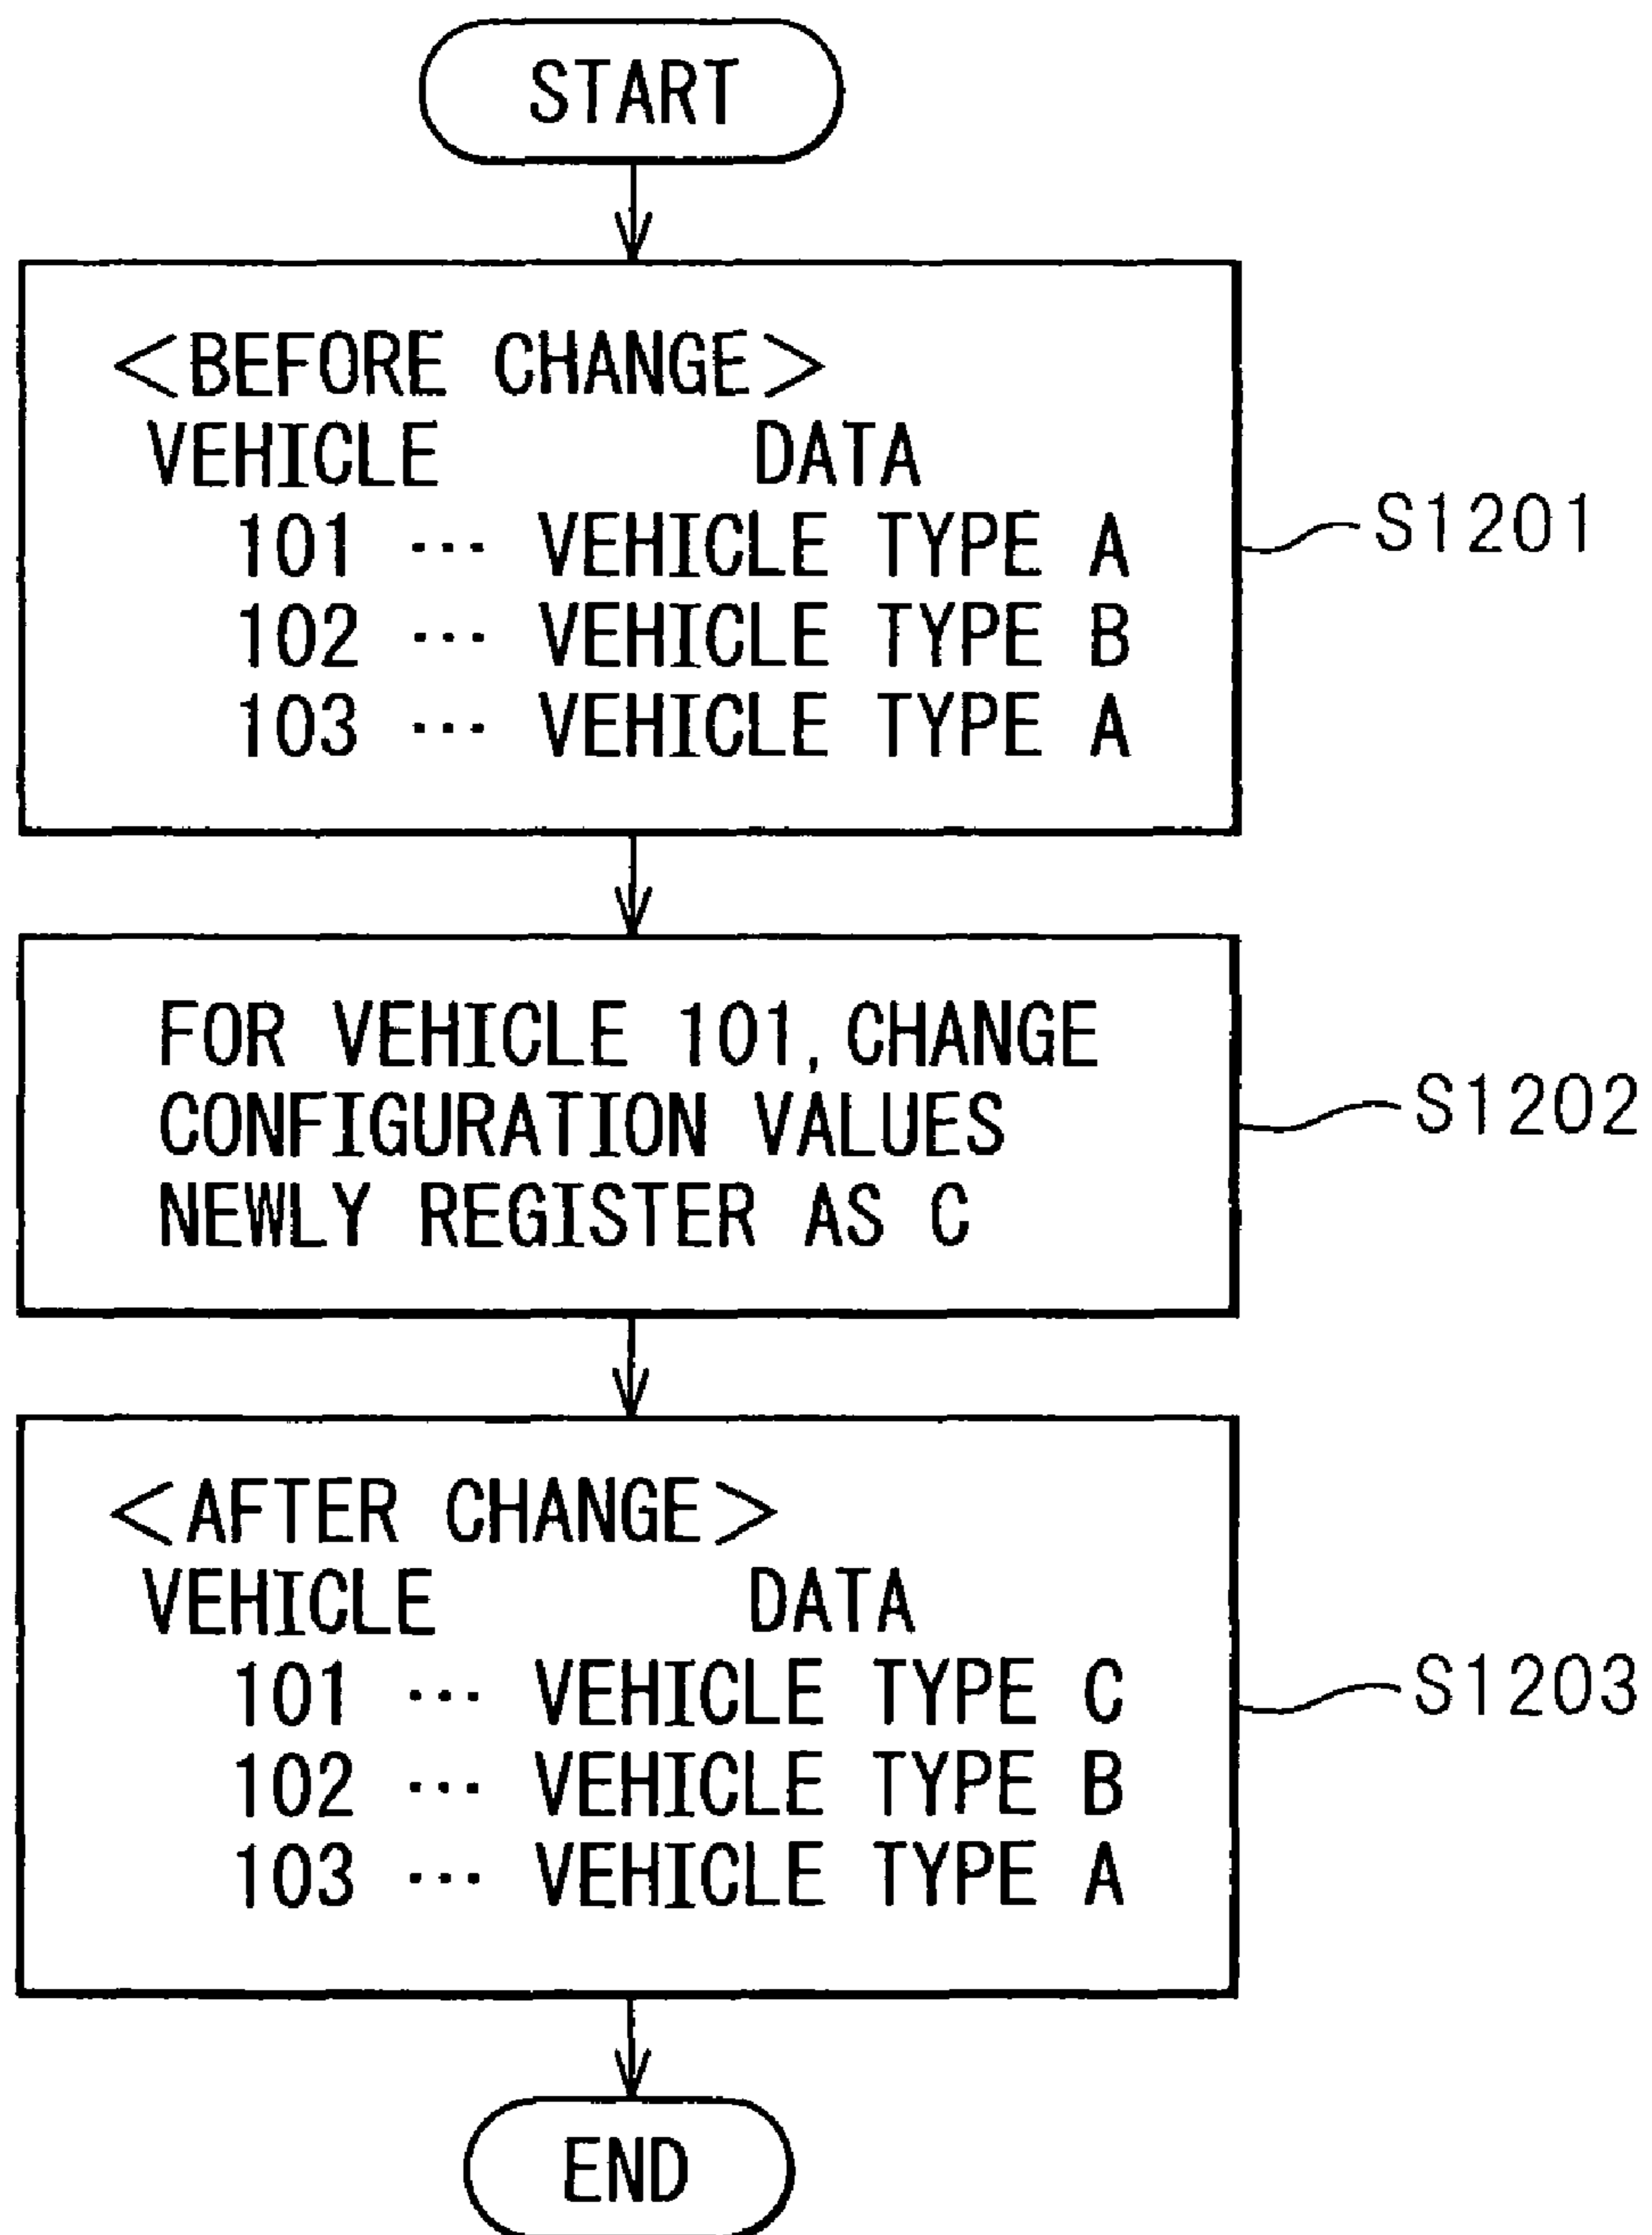 START
<BEFORE CHANGE>
VEHICLE DATA
101 ··· VEHICLE TYPE A
102 ··· VEHICLE TYPE B
103 ··· VEHICLE TYPE A
S1201
FOR VEHICLE 101, CHANGE
CONFIGURATION VALUES
NEWLY REGISTER AS C
S1202
<AFTER CHANGE>
VEHICLE DATA
101 ··· VEHICLE TYPE C
102 ··· VEHICLE TYPE B
103 ··· VEHICLE TYPE A
S1203
END